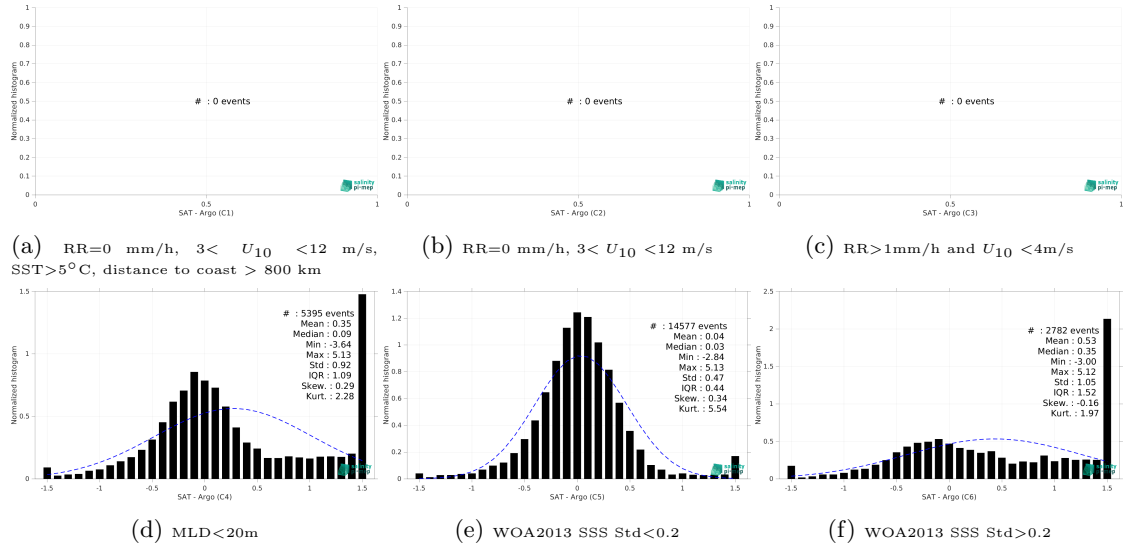 1
0.9
0.8
0.7
0.6
0.5
0.4
0.3
0.2
0.1
0
Normalized histogram
# : 0 events
salinity
pi-mep
0 0.5 1
SAT - Argo (C1)
(a) RR=0 mm/h, 3< U10 <12 m/s,
SST>5°C, distance to coast > 800 km
1
0.9
0.8
0.7
0.6
0.5
0.4
0.3
0.2
0.1
0
Normalized histogram
# : 0 events
salinity
pi-mep
0 0.5 1
SAT - Argo (C2)
(b) RR=0 mm/h, 3< U10 <12 m/s
1
0.9
0.8
0.7
0.6
0.5
0.4
0.3
0.2
0.1
0
Normalized histogram
# : 0 events
salinity
pi-mep
0 0.5 1
SAT - Argo (C3)
(c) RR>1mm/h and U10 <4m/s
1.5
1
0.5
0
Normalized histogram
# : 5395 events
Mean : 0.35
Median : 0.09
Min : -3.64
Max : 5.13
Std : 0.92
IQR : 1.09
Skew. : 0.29
Kurt. : 2.28
salinity
pi-mep
-1.5 -1 -0.5 0 0.5 1 1.5
SAT - Argo (C4)
(d) MLD<20m
1.4
1.2
1
0.8
0.6
0.4
0.2
0
Normalized histogram
# : 14577 events
Mean : 0.04
Median : 0.03
Min : -2.84
Max : 5.13
Std : 0.47
IQR : 0.44
Skew. : 0.34
Kurt. : 5.54
salinity
pi-mep
-1.5 -1 -0.5 0 0.5 1 1.5
SAT - Argo (C5)
(e) WOA2013 SSS Std<0.2
2.5
2
1.5
1
0.5
0
Normalized histogram
# : 2782 events
Mean : 0.53
Median : 0.35
Min : -3.00
Max : 5.12
Std : 1.05
IQR : 1.52
Skew. : -0.16
Kurt. : 1.97
salinity
pi-mep
-1.5 -1 -0.5 0 0.5 1 1.5
SAT - Argo (C6)
(f) WOA2013 SSS Std>0.2